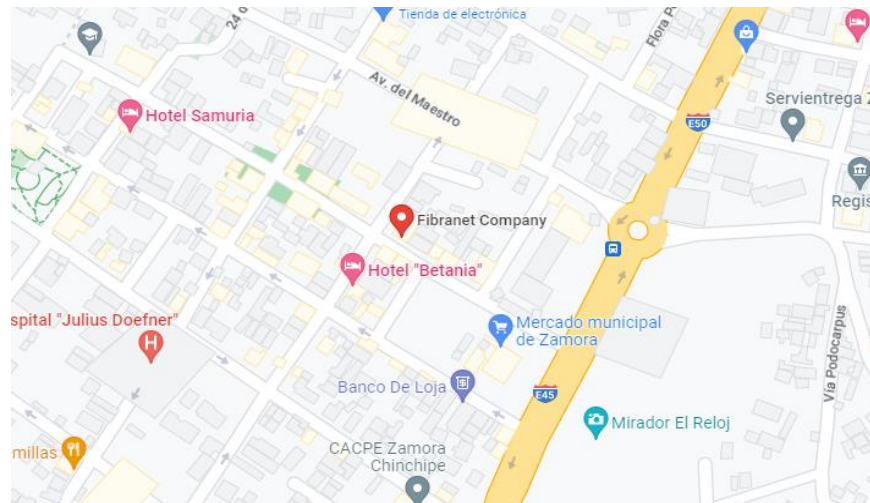 Tienda de electrónica
24 o
Flora P
Av. del Maestro
Hotel Samuria
E50
Servientrega Z
Regis
Fibranet Company
Hotel "Betania"
spital "Julius Doefner"
H
Mercado municipal
de Zamora
Vía Podocarpus
Banco De Loja
E45
Mirador El Reloj
millas
CACPE Zamora
Chinchipe